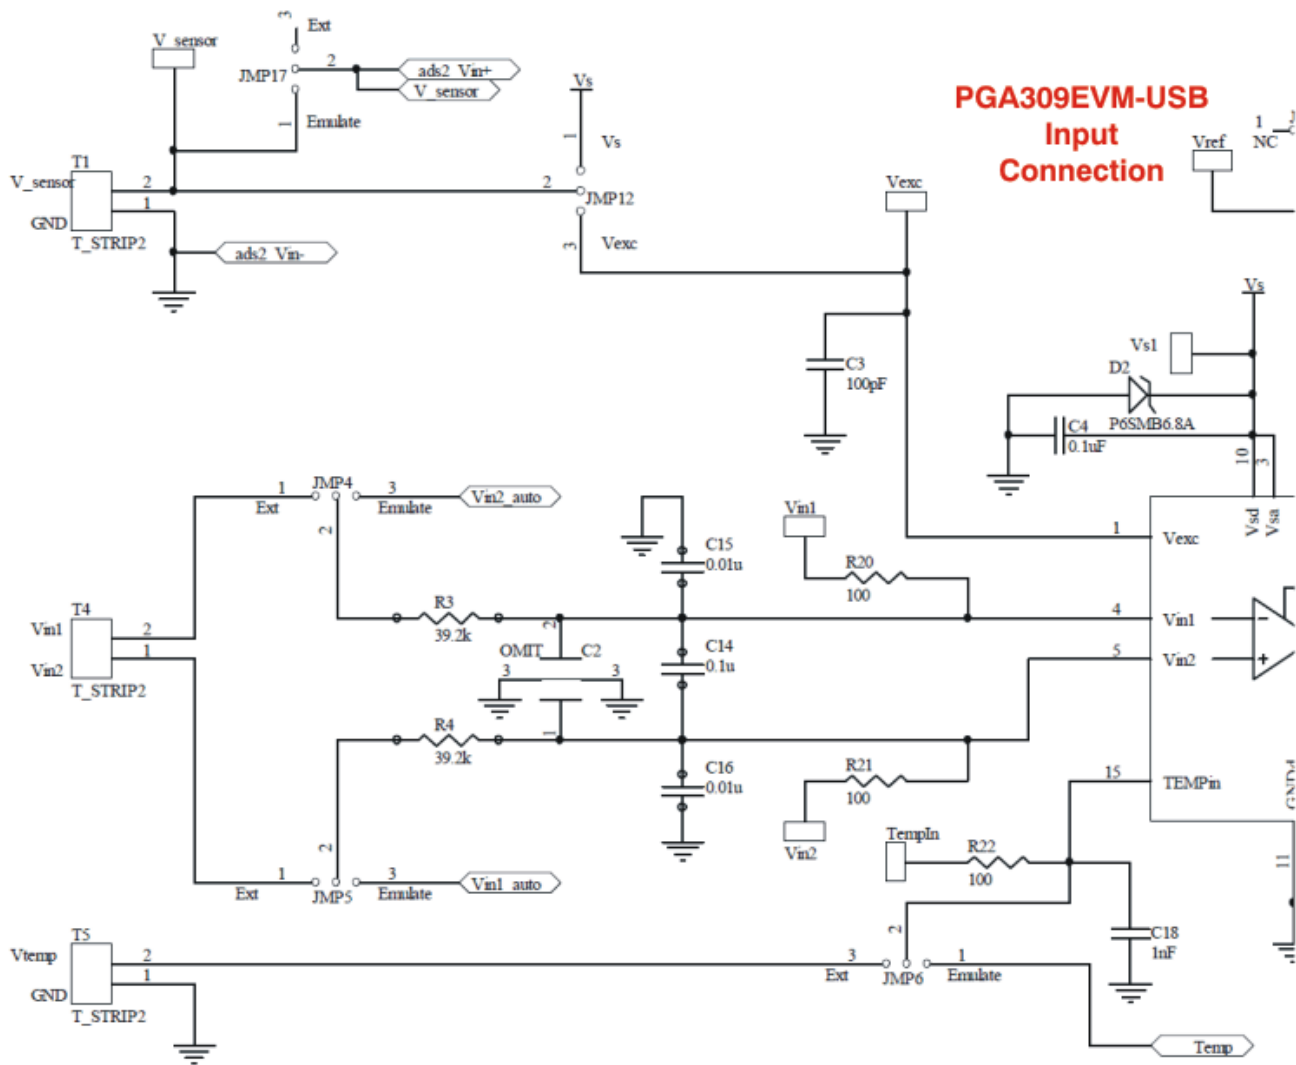 3
Ext
V_sensor
JMP17
2
ads2_Vin+
V_sensor
1
Emulate
Vs
1
Vs
PGA309EVM-USB
Input
Connection
1
NC
Vref
T1
V_sensor
2
1
GND
T_STRIP2
2
JMP12
Vexc
3
Vexc
ads2_Vin-
Vs
Vs1
D2
P6SMB6.8A
C3
100pF
C4
0.1uF
10
3
JMP4
1
3
Ext
Emulate
Vin2_auto
2
Vin1
Vsd
Vsa
1
Vexc
C15
0.01u
R20
100
T4
Vin1
2
1
Vin2
T_STRIP2
R3
39.2k
2
4
Vin1
-
OMIT
C2
3
3
C14
0.1u
5
Vin2
+
R4
39.2k
1
C16
0.01u
R21
100
15
TEMPin
GNDd
Vin2
TempIn
R22
100
11
2
1
3
Ext
JMP5
Emulate
Vin1_auto
T5
Vtemp
2
1
GND
T_STRIP2
2
C18
1nF
3
1
Ext
JMP6
Emulate
Temp